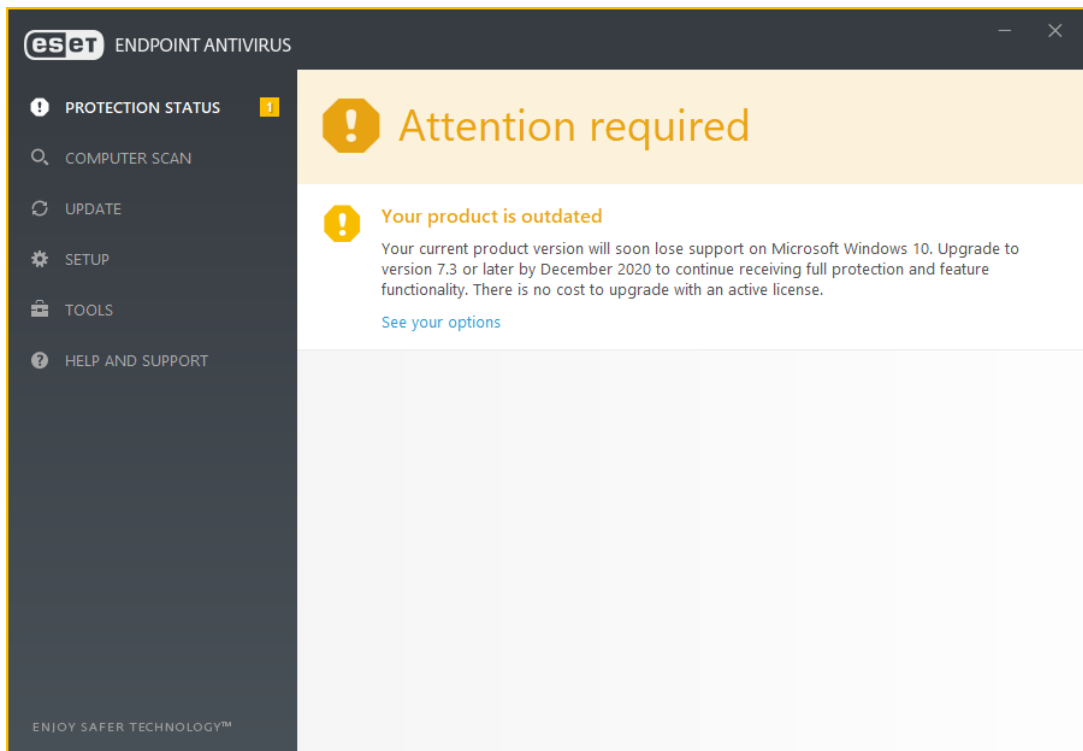 eset ENDPOINT ANTIVIRUS
PROTECTION STATUS 1
COMPUTER SCAN
UPDATE
SETUP
TOOLS
HELP AND SUPPORT
ENJOY SAFER TECHNOLOGY™
Attention required
Your product is outdated
Your current product version will soon lose support on Microsoft Windows 10. Upgrade to
version 7.3 or later by December 2020 to continue receiving full protection and feature
functionality. There is no cost to upgrade with an active license.
See your options